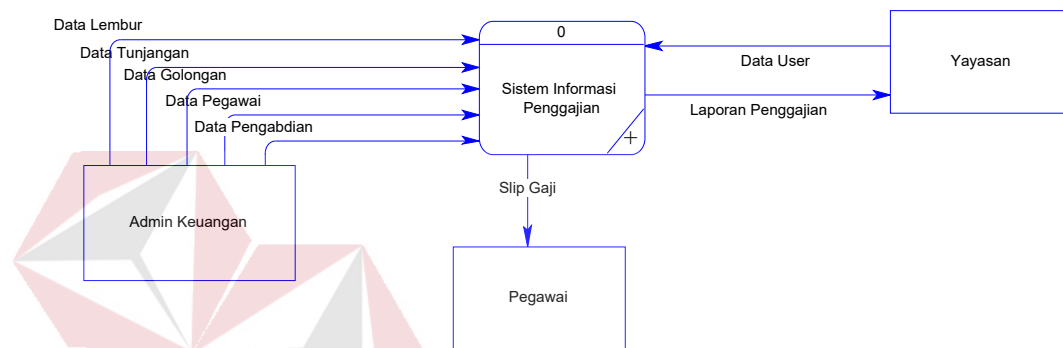 Data Lembur
Data Tunjangan
Data Golongan
Data Pegawai
Data Pengabdian
Admin Keuangan
0
Sistem Informasi
Penggajian
+
Data User
Laporan Penggajian
Yayasan
Slip Gaji
Pegawai